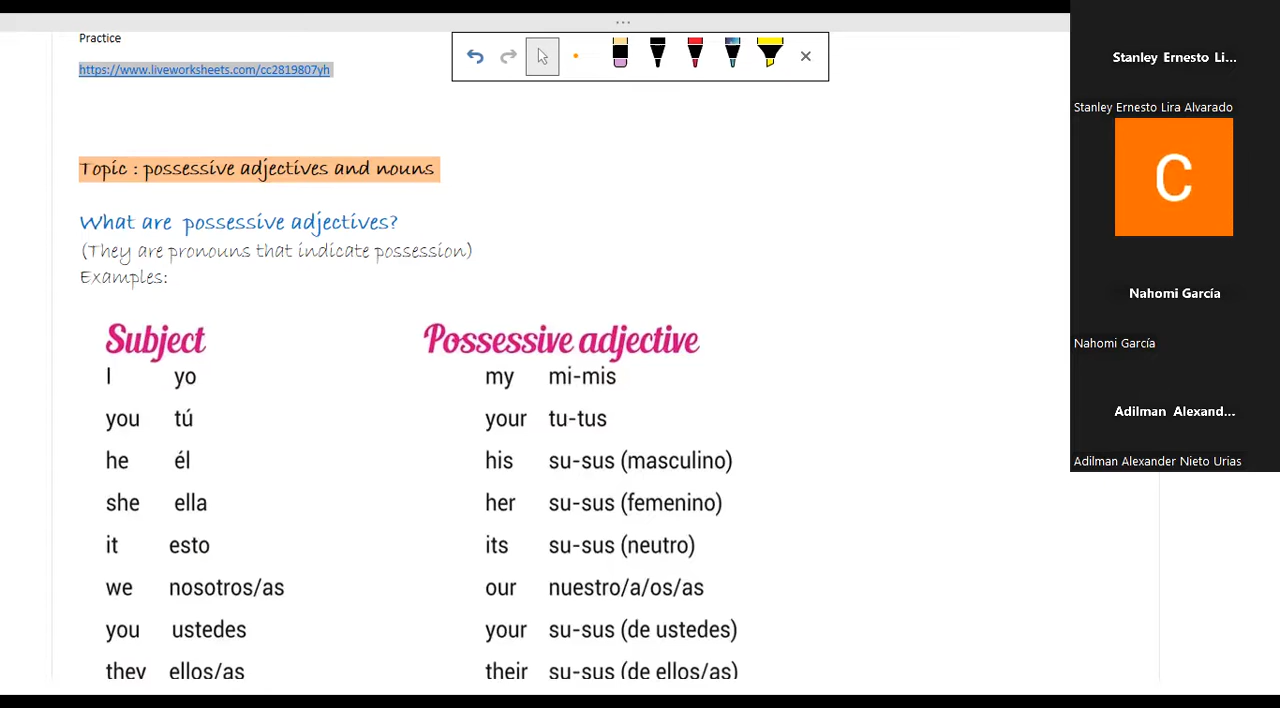 Practice
https://www.liveworksheets.com/cc2819807yh
Topic : possessive adjectives and nouns
What are possessive adjectives?
(They are pronouns that indicate possession)
Examples:
Subject Possessive adjective
I yo my mi-mis
you tú your tu-tus
he él his su-sus (masculino)
she ella her su-sus (femenino)
it esto its su-sus (neutro)
we nosotros/as our nuestro/a/os/as
you ustedes your su-sus (de ustedes)
they ellos/as their su-sus (de ellos/as)
Stanley Ernesto Li...
Stanley Ernesto Lira Alvarado
C
Nahomi García
Nahomi García
Adilman Alexand...
Adilman Alexander Nieto Urias